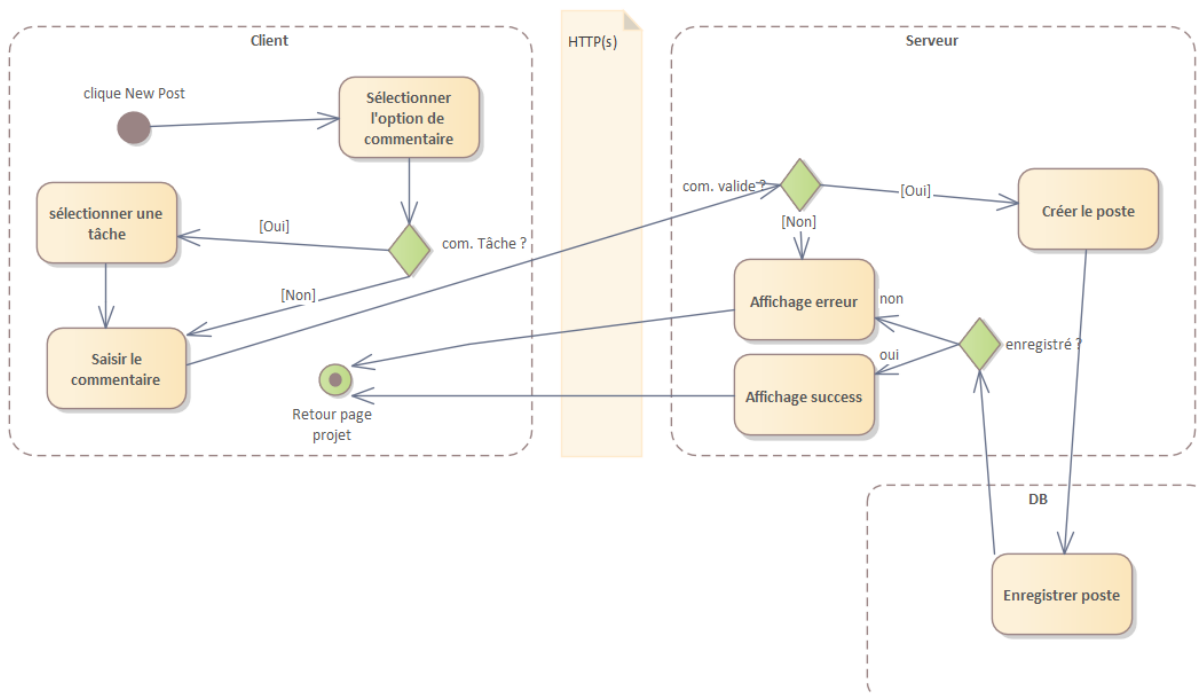 Client
HTTP(s)
Serveur
clique New Post
Sélectionner
l'option de
commentaire
sélectionner une
tâche
[Oui]
com. Tâche ?
[Non]
Saisir le
commentaire
Retour page
projet
com. valide ?
[Oui]
Créer le poste
[Non]
Affichage erreur
non
enregistré ?
oui
Affichage success
DB
Enregistrer poste